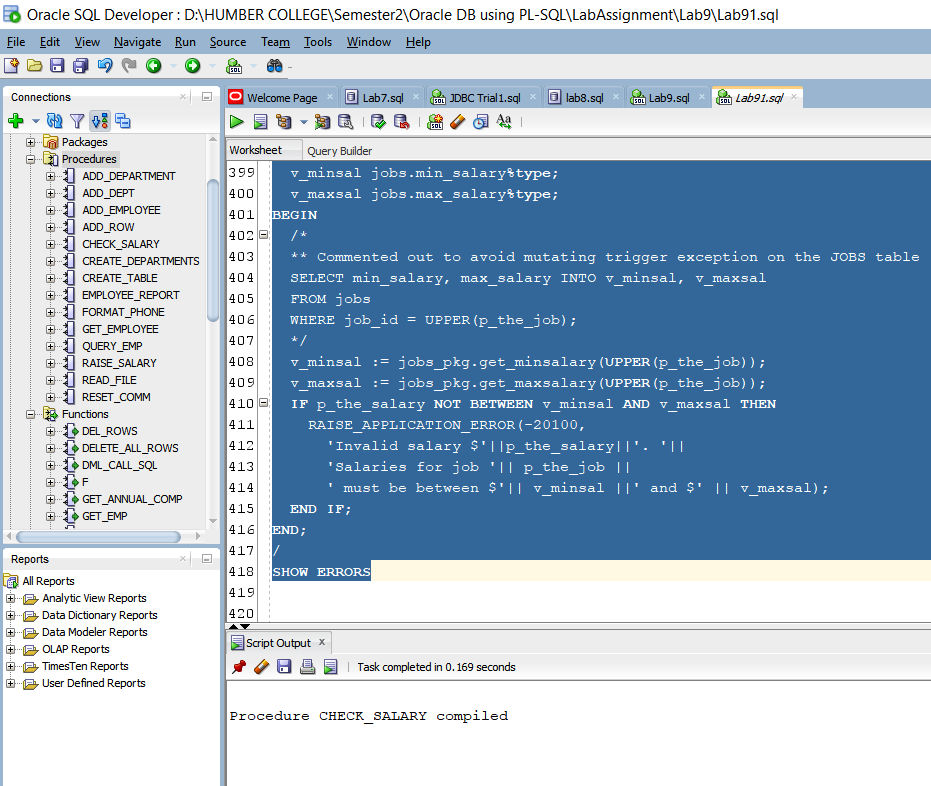 Oracle SQL Developer : D:\HUMBER COLLEGE\Semester2\Oracle DB using PL-SQL\LabAssignment\Lab9\Lab91.sql
File Edit View Navigate Run Source Team Tools Window Help
Connections
Packages
Procedures
ADD_DEPARTMENT
ADD_DEPT
ADD_EMPLOYEE
ADD_ROW
CHECK_SALARY
CREATE_DEPARTMENTS
CREATE_TABLE
EMPLOYEE_REPORT
FORMAT_PHONE
GET_EMPLOYEE
QUERY_EMP
RAISE_SALARY
READ_FILE
RESET_COMM
Functions
DEL_ROWS
DELETE_ALL_ROWS
DML_CALL_SQL
F
GET_ANNUAL_COMP
GET_EMP
Reports
All Reports
Analytic View Reports
Data Dictionary Reports
Data Modeler Reports
OLAP Reports
TimesTen Reports
User Defined Reports
Welcome Page Lab7.sql JDBC Trial1.sql lab8.sql Lab9.sql Lab91.sql
Aa
Worksheet Query Builder
399 v_minsal jobs.min_salary%type;
400 v_maxsal jobs.max_salary%type;
401 BEGIN
402 /*
403 ** Commented out to avoid mutating trigger exception on the JOBS table
404 SELECT min_salary, max_salary INTO v_minsal, v_maxsal
405 FROM jobs
406 WHERE job_id = UPPER(p_the_job);
407 */
408 v_minsal := jobs_pkg.get_minsalary(UPPER(p_the_job));
409 v_maxsal := jobs_pkg.get_maxsalary(UPPER(p_the_job));
410 IF p_the_salary NOT BETWEEN v_minsal AND v_maxsal THEN
411 RAISE_APPLICATION_ERROR(-20100,
412 'Invalid salary $'||p_the_salary||'. '||
413 'Salaries for job '|| p_the_job ||
414 ' must be between $'|| v_minsal ||' and $' || v_maxsal);
415 END IF;
416 END;
417 /
418 SHOW ERRORS
419
420
Script Output x
Task completed in 0.169 seconds
Procedure CHECK_SALARY compiled